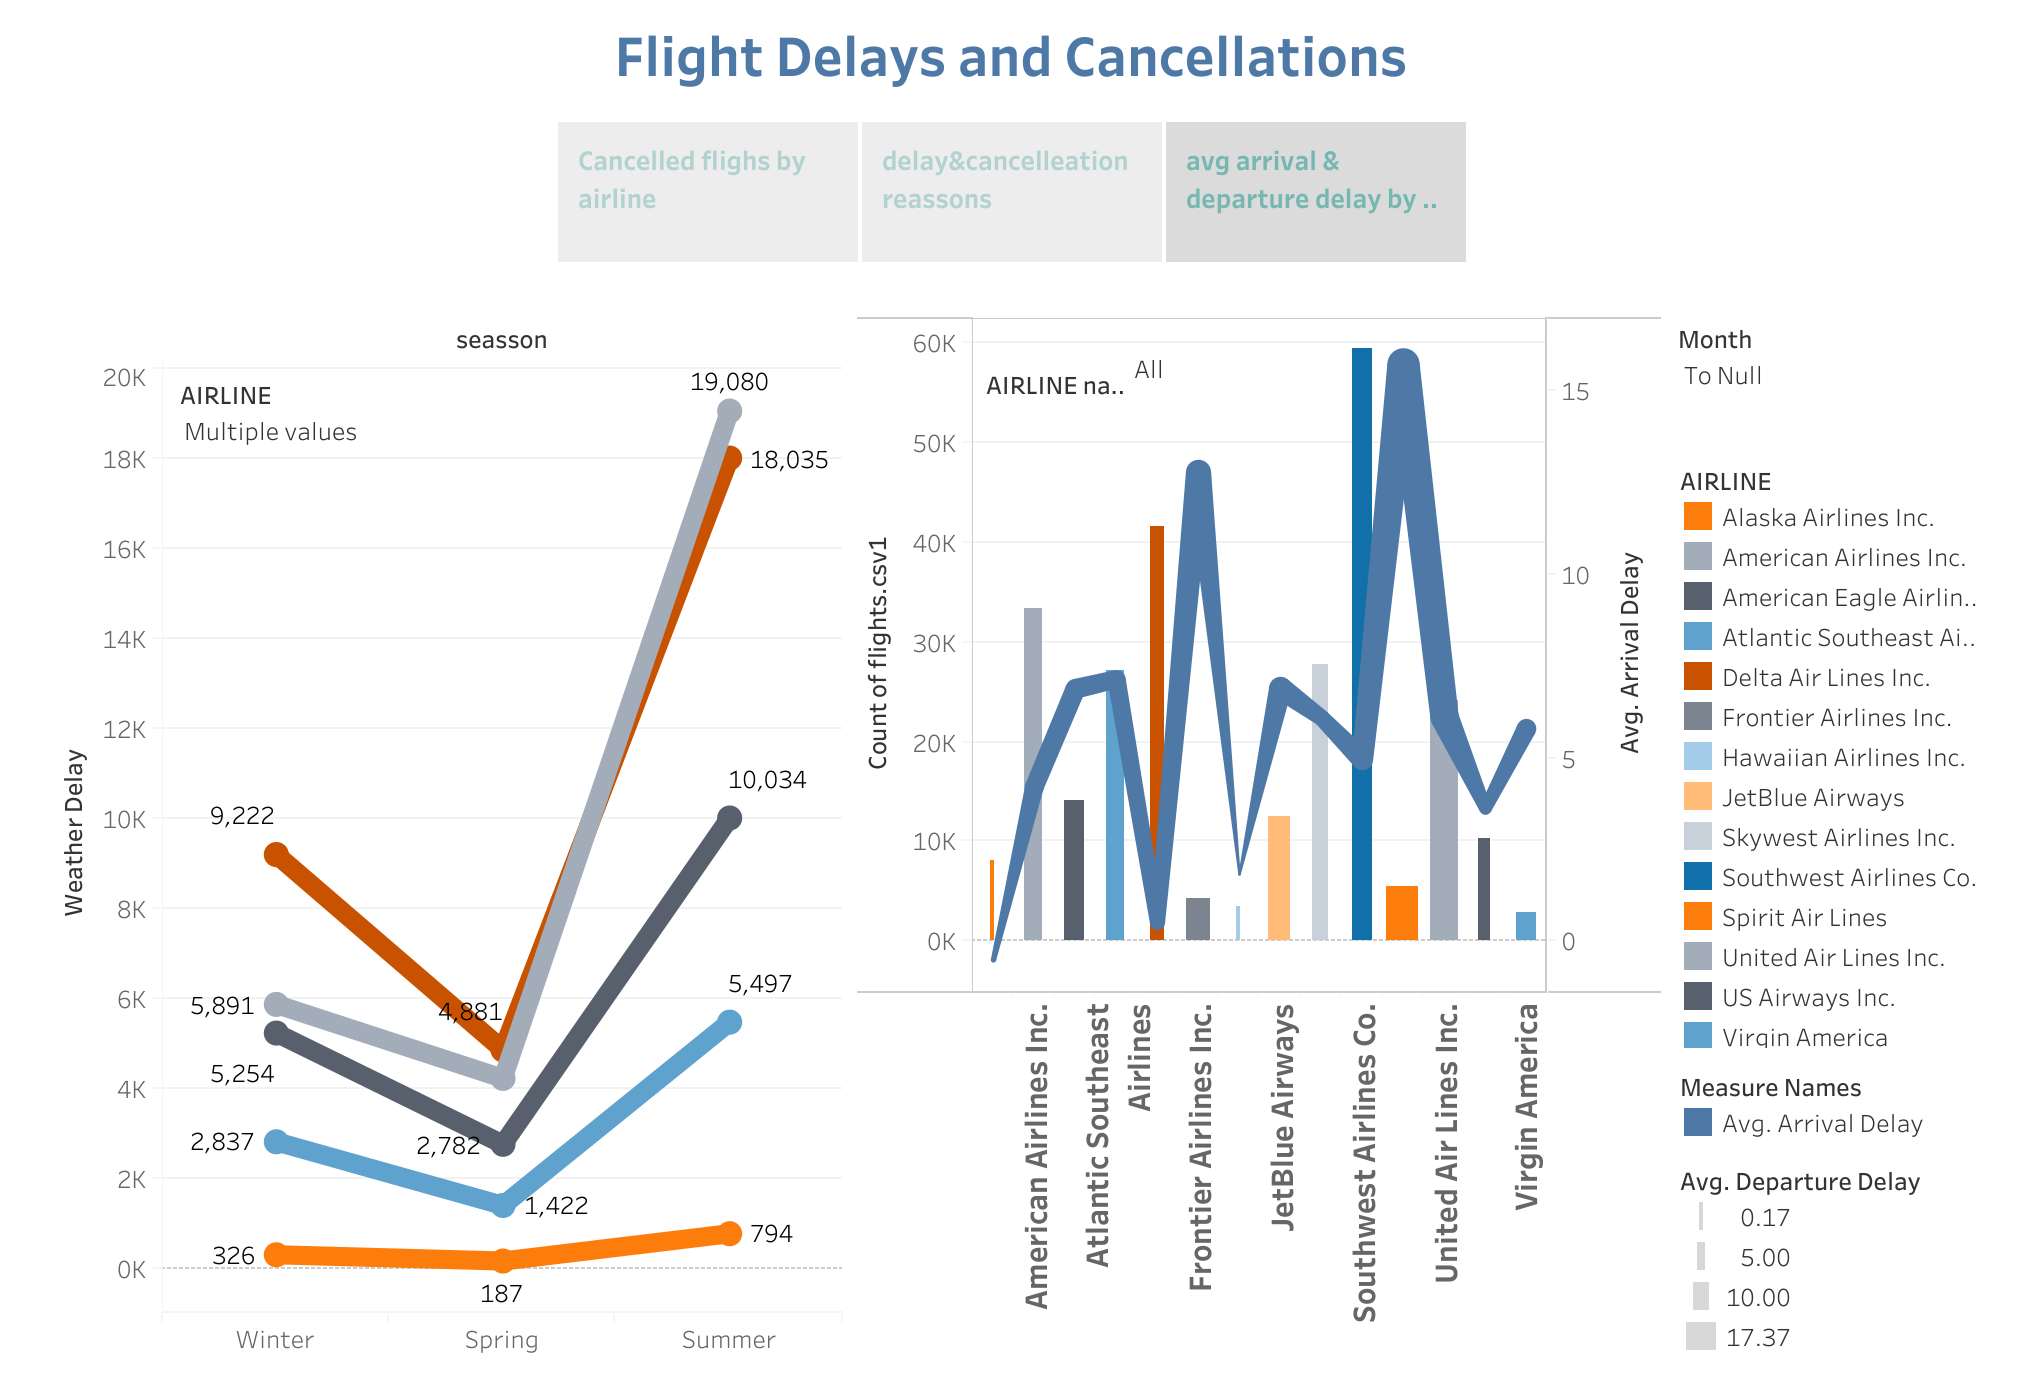 Flight Delays and Cancellations
Cancelled flighs by
airline
delay&cancelleation
reassons
avg arrival &
departure delay by ..
seasson
AIRLINE
Multiple values
Weather Delay
20K
18K
16K
14K
12K
10K
8K
6K
4K
2K
0K
19,080
18,035
10,034
9,222
5,891
4,881
5,497
5,254
2,837
2,782
1,422
326
187
794
Winter
Spring
Summer
AIRLINE na..
All
Count of flights.csv1
60K
50K
40K
30K
20K
10K
0K
15
10
5
0
Avg. Arrival Delay
American Airlines Inc.
Atlantic Southeast
Airlines
Frontier Airlines Inc.
JetBlue Airways
Southwest Airlines Co.
United Air Lines Inc.
Virgin America
Month
To Null
AIRLINE
Alaska Airlines Inc.
American Airlines Inc.
American Eagle Airlin..
Atlantic Southeast Ai..
Delta Air Lines Inc.
Frontier Airlines Inc.
Hawaiian Airlines Inc.
JetBlue Airways
Skywest Airlines Inc.
Southwest Airlines Co.
Spirit Air Lines
United Air Lines Inc.
US Airways Inc.
Virgin America
Measure Names
Avg. Arrival Delay
Avg. Departure Delay
0.17
5.00
10.00
17.37